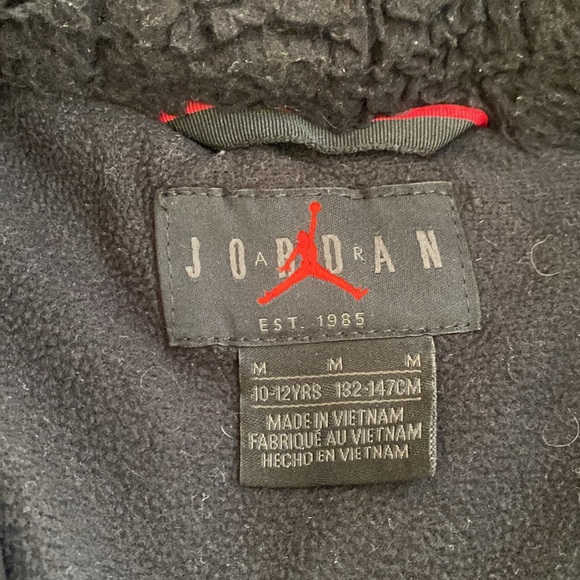 JORDAN
AIR
EST. 1985
M M M
10-12YRS 132-147CM
MADE IN VIETNAM
FABRIQUÉ AU VIETNAM
HECHO EN VIETNAM